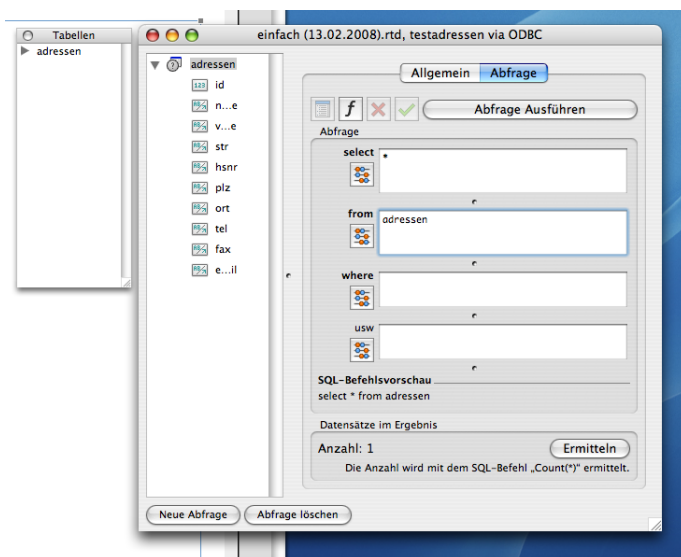 Tabellen
adressen
einfach (13.02.2008).rtd, testadressen via ODBC
adressen
id
n...e
v...e
str
hsnr
plz
ort
tel
fax
e...il
Allgemein
Abfrage
Abfrage Ausführen
Abfrage
select
*
from
adressen
where
usw
SQL-Befehlsvorschau
select * from adressen
Datensätze im Ergebnis
Anzahl: 1
Ermitteln
Die Anzahl wird mit dem SQL-Befehl „Count(*)“ ermittelt.
Neue Abfrage
Abfrage löschen